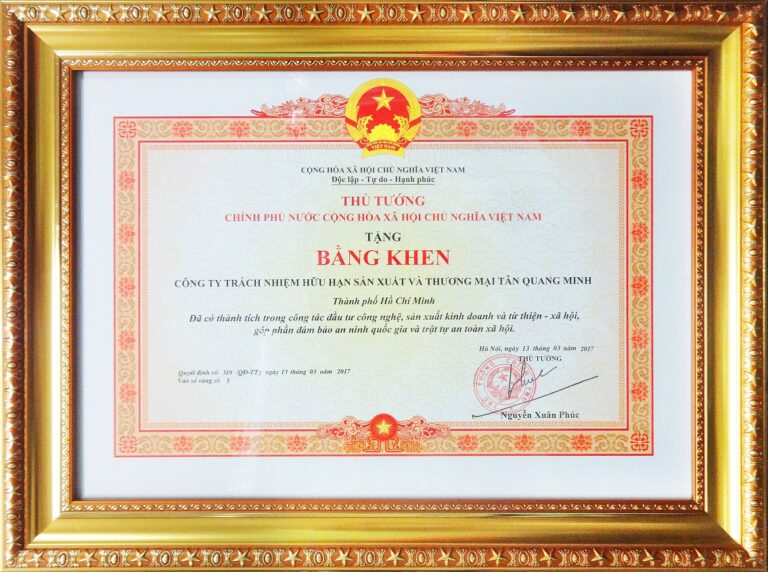 VIỆT NAM
CỘNG HÒA XÃ HỘI CHỦ NGHĨA VIỆT NAM
Độc lập - Tự do - Hạnh phúc
THỦ TƯỚNG
CHÍNH PHỦ NƯỚC CỘNG HÒA XÃ HỘI CHỦ NGHĨA VIỆT NAM
TẶNG
BẰNG KHEN
CÔNG TY TRÁCH NHIỆM HỮU HẠN SẢN XUẤT VÀ THƯƠNG MẠI TÂN QUANG MINH
Thành phố Hồ Chí Minh
Đã có thành tích trong công tác đầu tư công nghệ, sản xuất kinh doanh và từ thiện - xã hội,
góp phần đảm bảo an ninh quốc gia và trật tự an toàn xã hội.
Hà Nội, ngày 13 tháng 03 năm 2017
THỦ TƯỚNG
Quyết định số: 319 /QĐ-TTg ngày 13 tháng 03 năm 2017
Vào sổ vàng số 5
Nguyễn Xuân Phúc